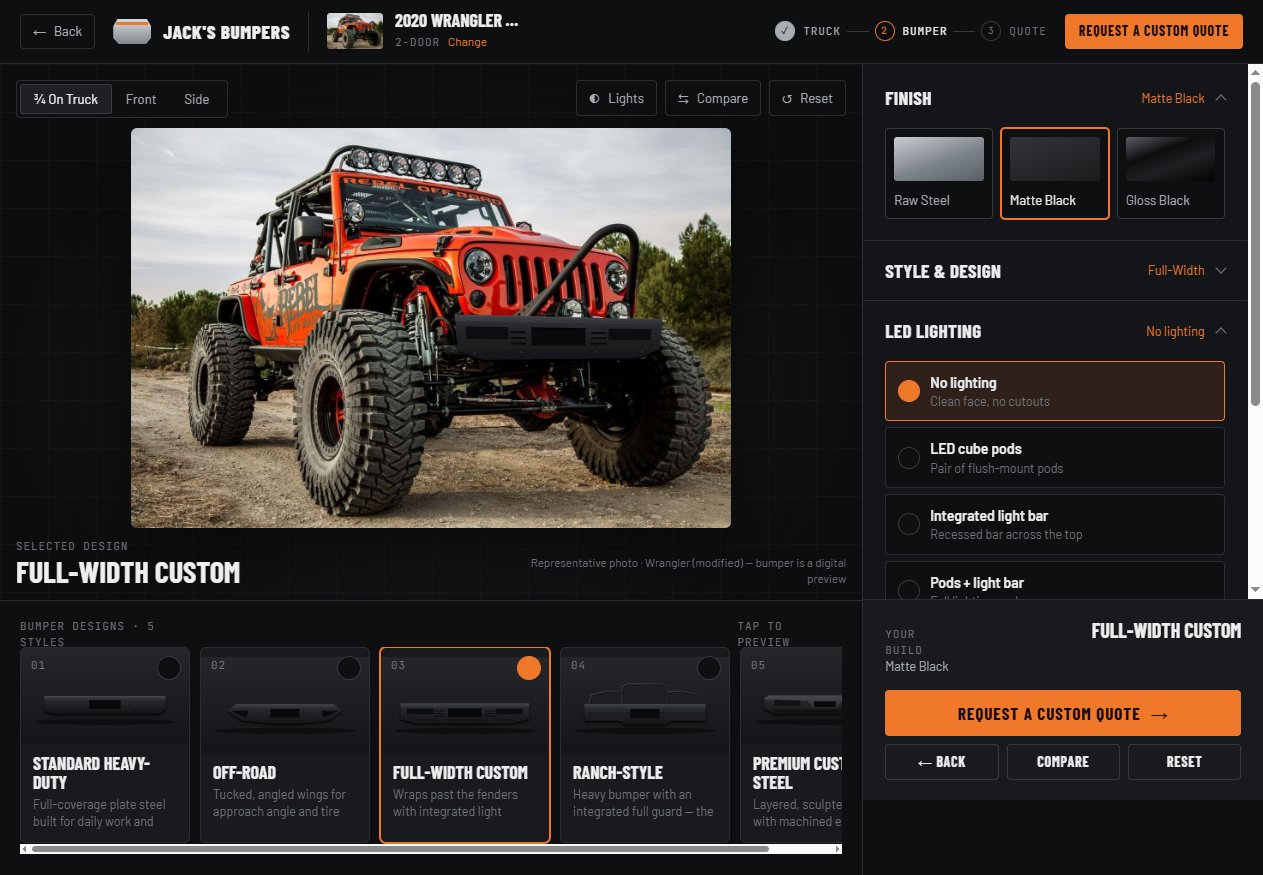 ← Back
JACK'S BUMPERS
2020 WRANGLER ...
2-DOOR Change
✓ TRUCK
2 BUMPER
3 QUOTE
REQUEST A CUSTOM QUOTE
¾ On Truck
Front
Side
Lights
Compare
Reset
REBEL OFF ROAD
REBEL
SELECTED DESIGN
FULL-WIDTH CUSTOM
Representative photo · Wrangler (modified) — bumper is a digital
preview
FINISH
Matte Black
Raw Steel
Matte Black
Gloss Black
STYLE & DESIGN
Full-Width
LED LIGHTING
No lighting
No lighting
Clean face, no cutouts
LED cube pods
Pair of flush-mount pods
Integrated light bar
Recessed bar across the top
Pods + light bar
BUMPER DESIGNS · 5
STYLES
TAP TO
PREVIEW
01
STANDARD HEAVY-
DUTY
Full-coverage plate steel
built for daily work and
02
OFF-ROAD
Tucked, angled wings for
approach angle and tire
03
FULL-WIDTH CUSTOM
Wraps past the fenders
with integrated light
04
RANCH-STYLE
Heavy bumper with an
integrated full guard — the
05
PREMIUM CUST
STEEL
Layered, sculpte
with machined e
YOUR
BUILD
FULL-WIDTH CUSTOM
Matte Black
REQUEST A CUSTOM QUOTE →
← BACK
COMPARE
RESET